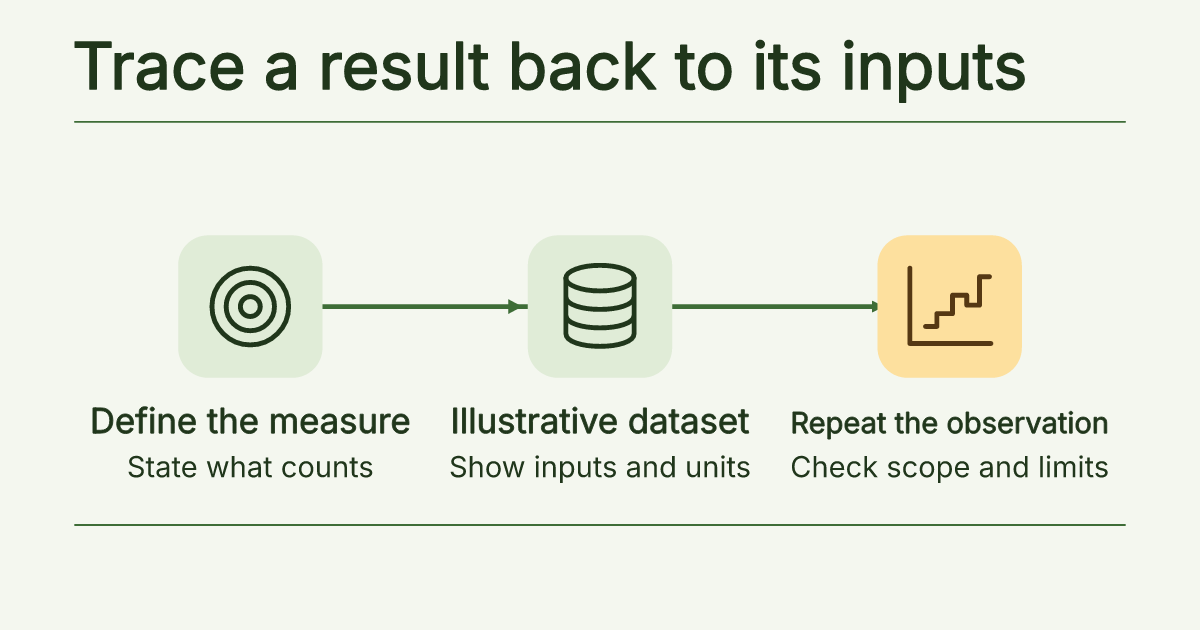 Trace a result back to its inputs
Define the measure
State what counts
Illustrative dataset
Show inputs and units
Repeat the observation
Check scope and limits